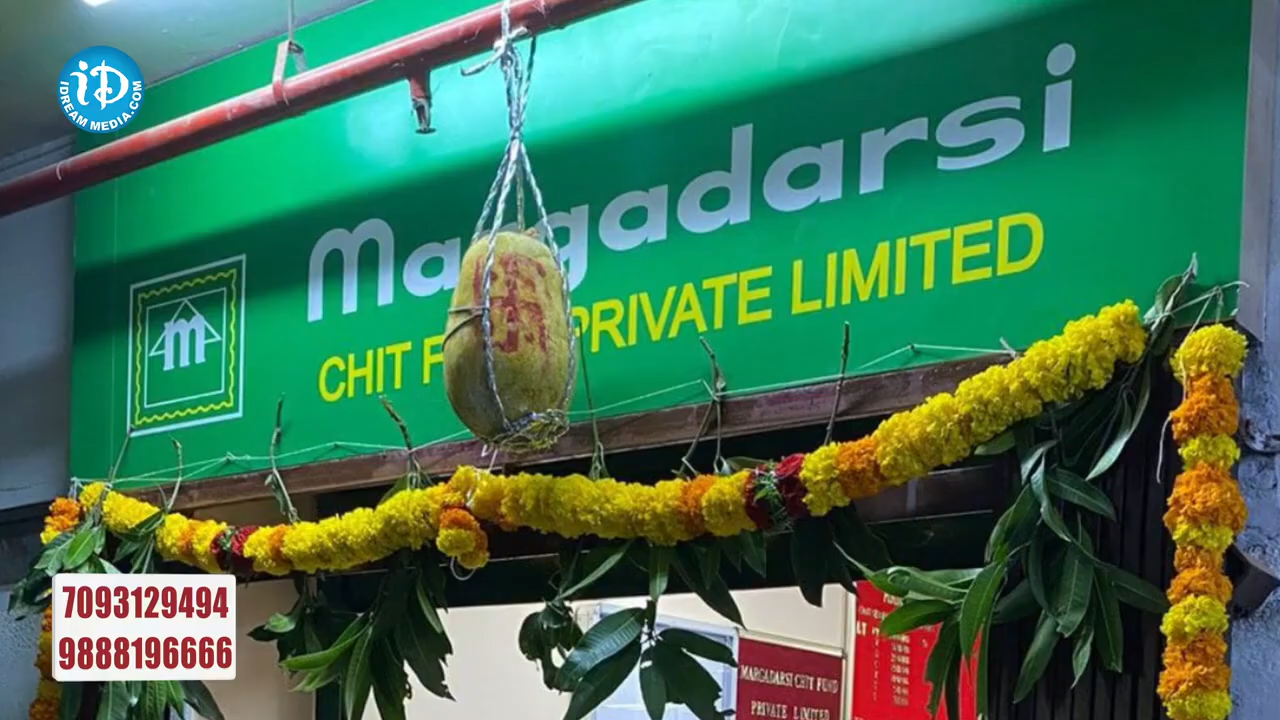 iD
IDREAM MEDIA.COM
Margadarsi
CHIT F PRIVATE LIMITED
m
7093129494
9888196666
MARGADARSI CHIT FUND
PRIVATE LIMITED